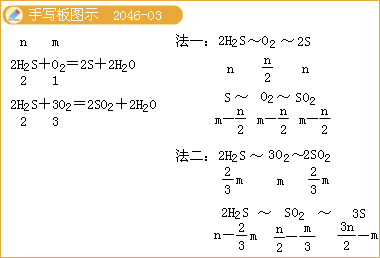 手写板图示 2046-03
n m
2H₂S+O₂=2S+2H₂O
2 1
2H₂S+3O₂=2SO₂+2H₂O
2 3
法一:2H₂S~O₂~2S
n n/2 n
S~ O₂~SO₂
m-n/2 m-n/2 m-n/2
法二:2H₂S~3O₂~2SO₂
2/3m m 2/3m
2H₂S ~ SO₂ ~ 3S
n-2/3m n/2-m/3 3n/2-m